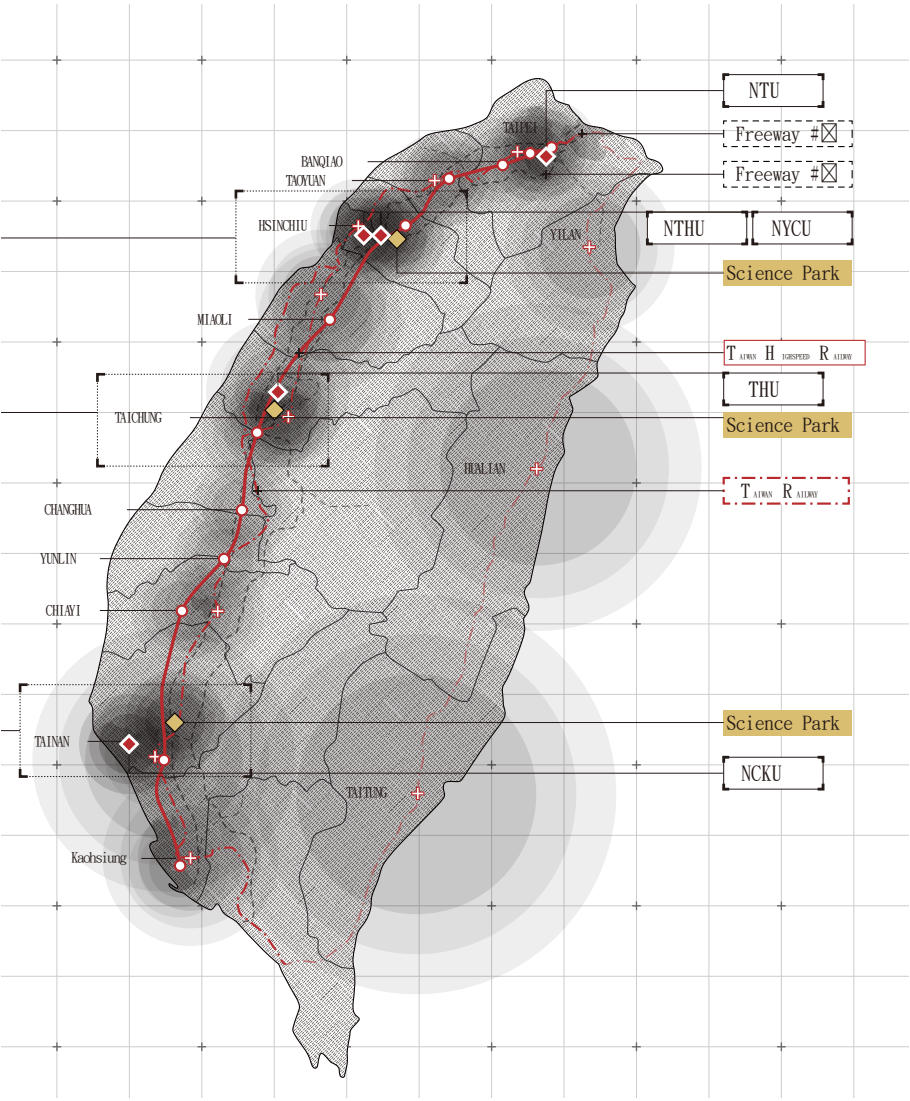 NTU
TAIPEI
Freeway #☒
BANQIAO
Freeway #☒
TAOYUAN
HSINCHIU
NTHU
NYCU
YILAN
Science Park
MIAOLI
TAIWAN HIGHSPEED RAILWAY
THU
TAICHUNG
Science Park
HUALIAN
TAIWAN RAILWAY
CHANGHUA
YUNLIN
CHIAYI
Science Park
TAINAN
NCKU
TAITUNG
Kaohsiung